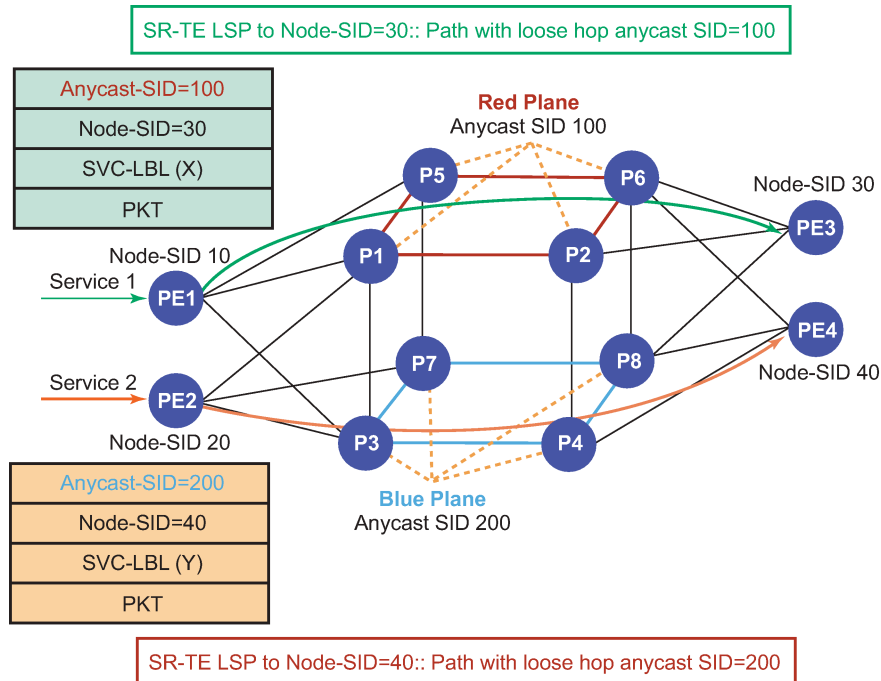 SR-TE LSP to Node-SID=30:: Path with loose hop anycast SID=100
Anycast-SID=100
Node-SID=30
SVC-LBL (X)
PKT
Red Plane
Anycast SID 100
P5
P6
Node-SID 30
PE3
Node-SID 10
P1
P2
Service 1
PE1
PE4
Node-SID 40
P7
P8
Service 2
PE2
Node-SID 20
P3
P4
Anycast-SID=200
Node-SID=40
SVC-LBL (Y)
PKT
Blue Plane
Anycast SID 200
SR-TE LSP to Node-SID=40:: Path with loose hop anycast SID=200